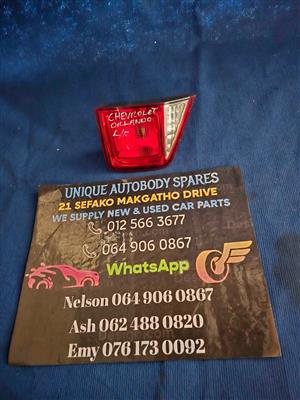 CHEVROLET
ORLANDO
L/R
UNIQUE AUTOBODY SPARES
21 SEFAKO MAKGATHO DRIVE
WE SUPPLY NEW & USED CAR PARTS
012 566 3677
064 906 0867
WhatsApp
Nelson 064 906 0867
Ash 062 488 0820
Emy 076 173 0092